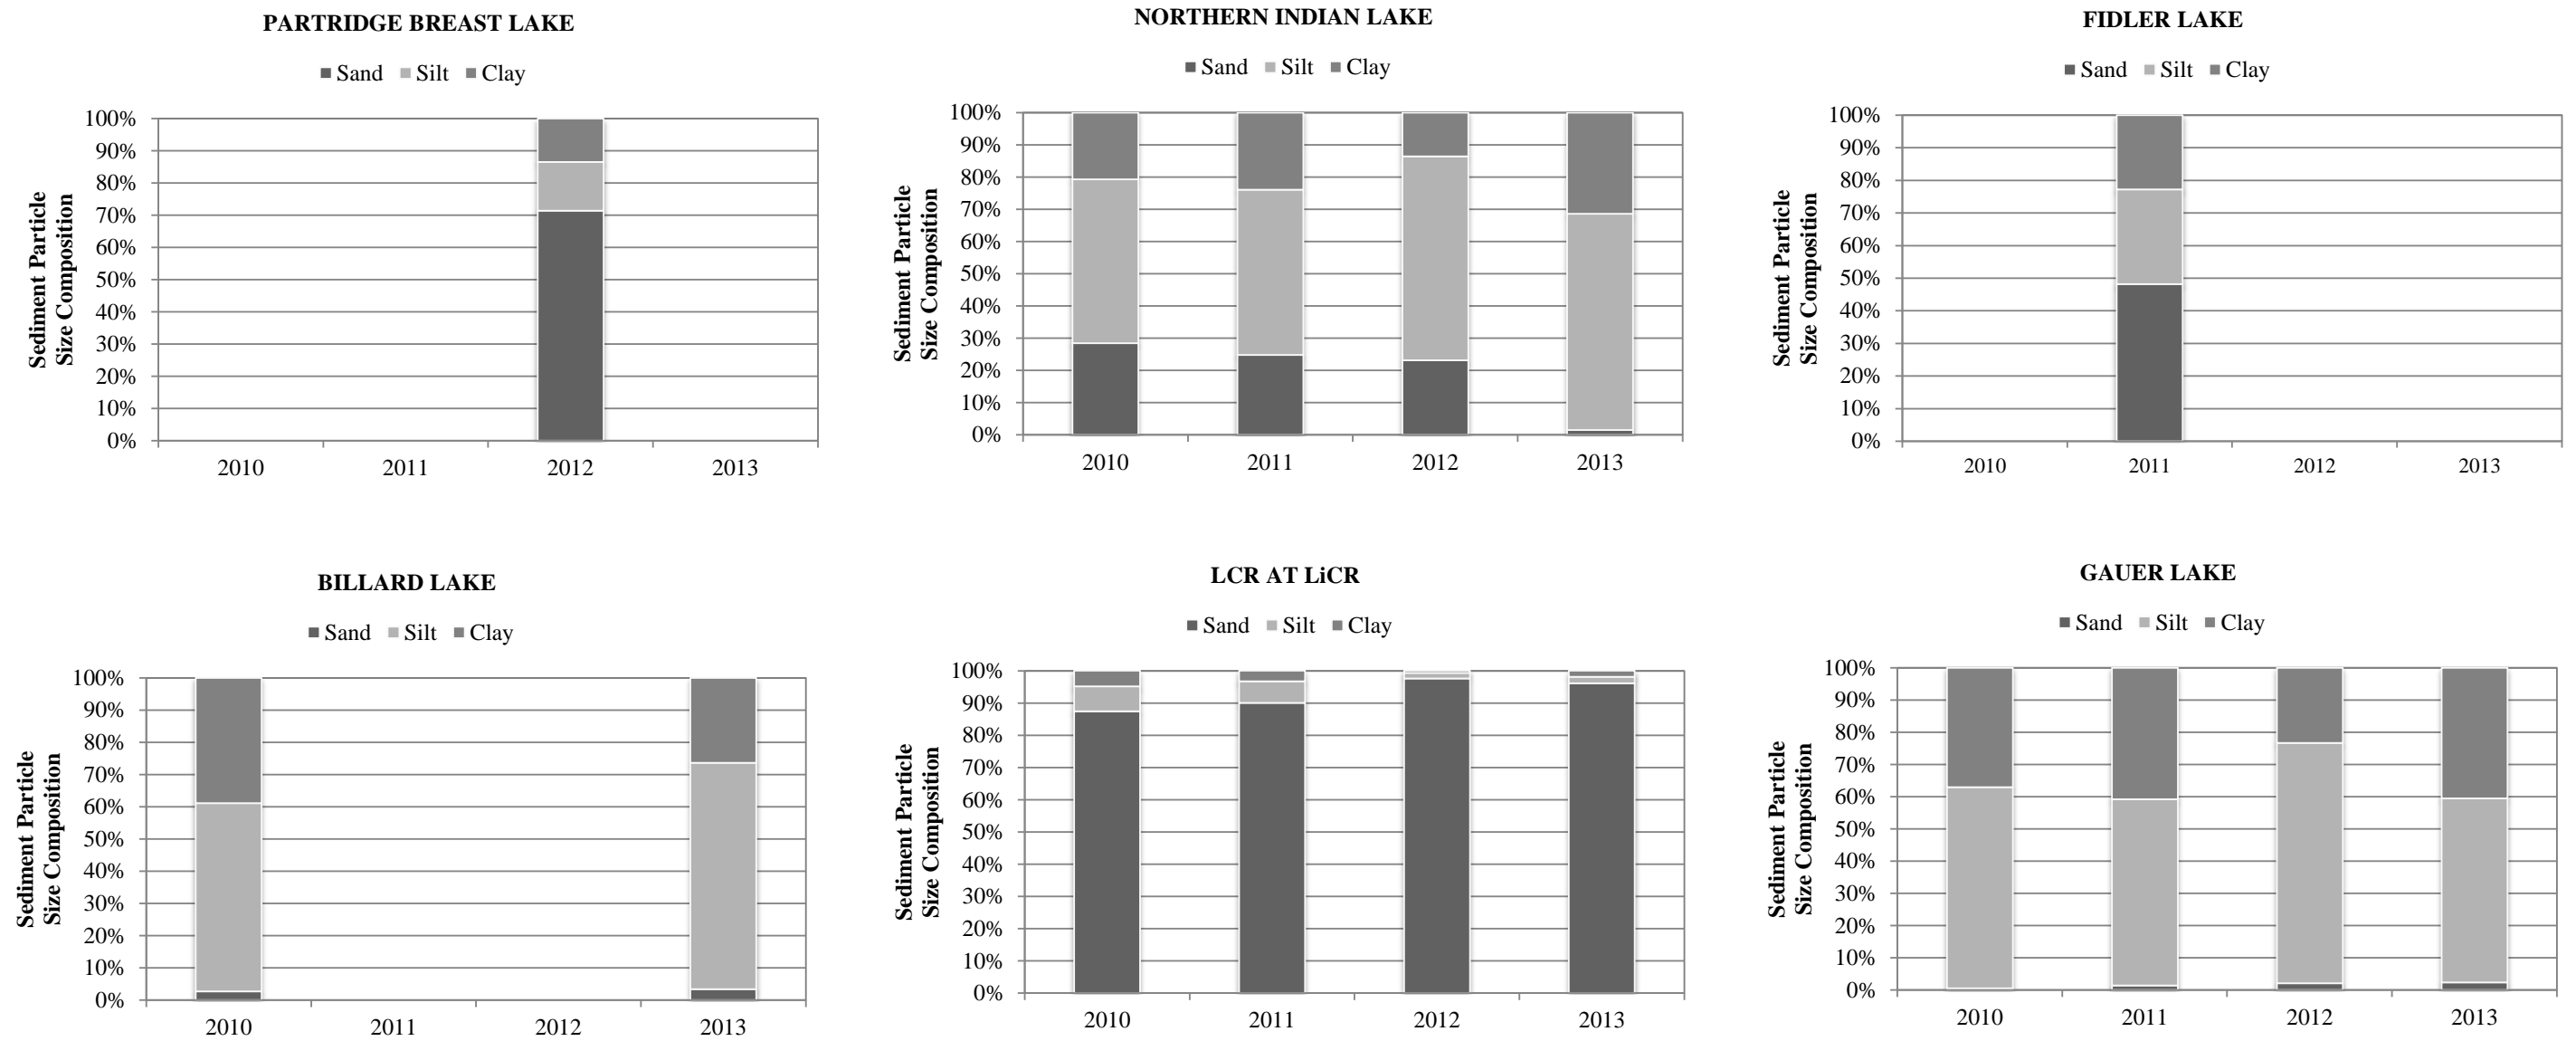 PARTRIDGE BREAST LAKE
Sand Silt Clay
Sediment Particle
Size Composition
100%
90%
80%
70%
60%
50%
40%
30%
20%
10%
0%
2010 2011 2012 2013
NORTHERN INDIAN LAKE
Sand Silt Clay
Sediment Particle
Size Composition
100%
90%
80%
70%
60%
50%
40%
30%
20%
10%
0%
2010 2011 2012 2013
FIDLER LAKE
Sand Silt Clay
Sediment Particle
Size Composition
100%
90%
80%
70%
60%
50%
40%
30%
20%
10%
0%
2010 2011 2012 2013
BILLARD LAKE
Sand Silt Clay
Sediment Particle
Size Composition
100%
90%
80%
70%
60%
50%
40%
30%
20%
10%
0%
2010 2011 2012 2013
LCR AT LiCR
Sand Silt Clay
Sediment Particle
Size Composition
100%
90%
80%
70%
60%
50%
40%
30%
20%
10%
0%
2010 2011 2012 2013
GAUER LAKE
Sand Silt Clay
Sediment Particle
Size Composition
100%
90%
80%
70%
60%
50%
40%
30%
20%
10%
0%
2010 2011 2012 2013